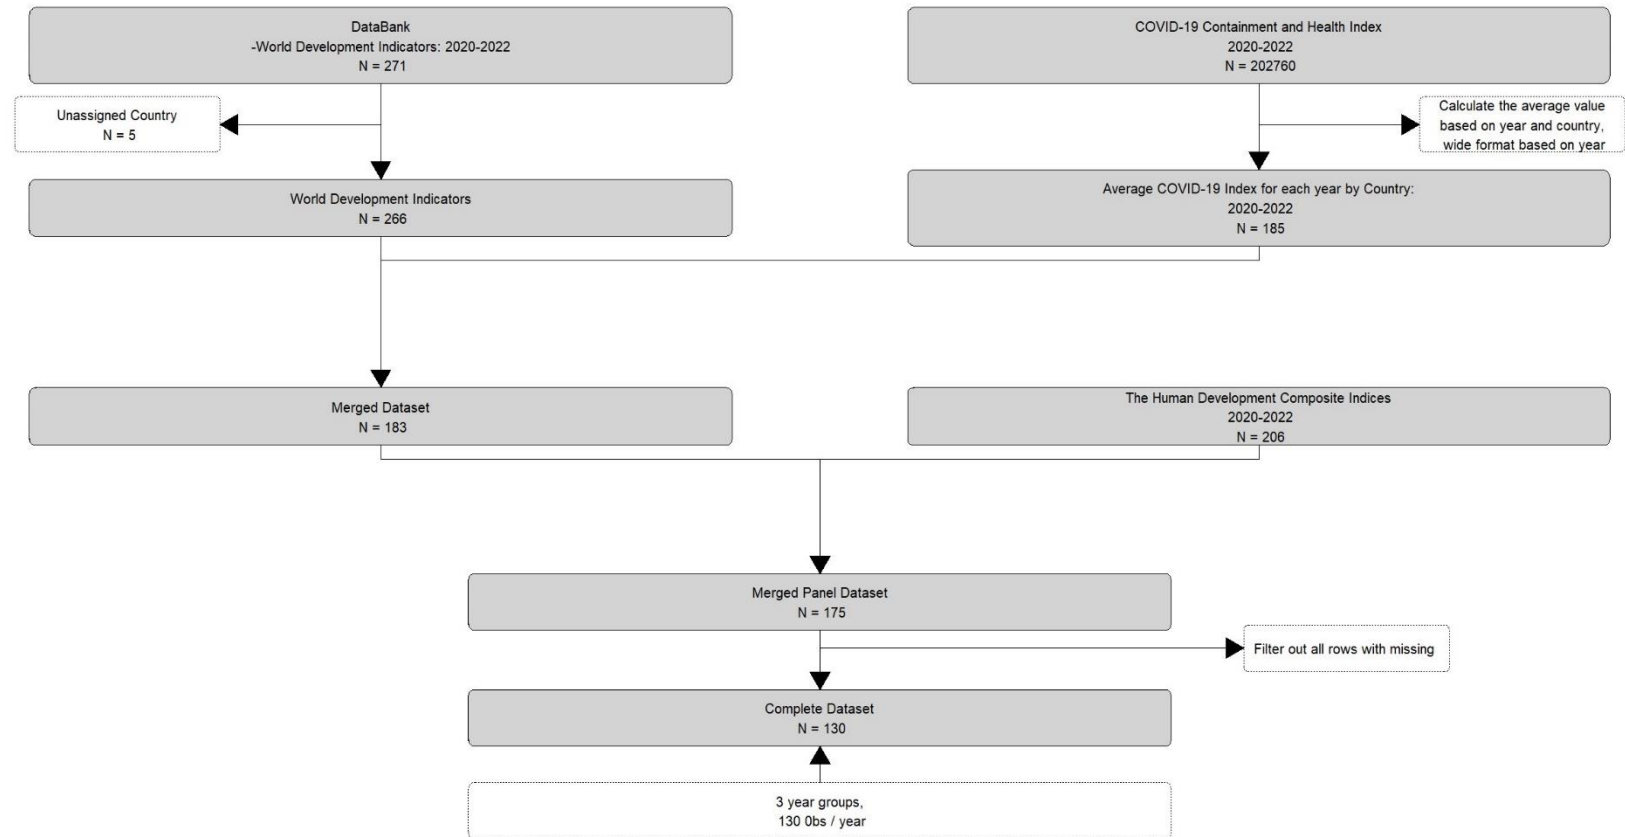 DataBank
-World Development Indicators: 2020-2022
N = 271
COVID-19 Containment and Health Index
2020-2022
N = 202760
Unassigned Country
N = 5
Calculate the average value
based on year and country,
wide format based on year
World Development Indicators
N = 266
Average COVID-19 Index for each year by Country:
2020-2022
N = 185
Merged Dataset
N = 183
The Human Development Composite Indices
2020-2022
N = 206
Merged Panel Dataset
N = 175
Filter out all rows with missing
Complete Dataset
N = 130
3 year groups,
130 0bs / year